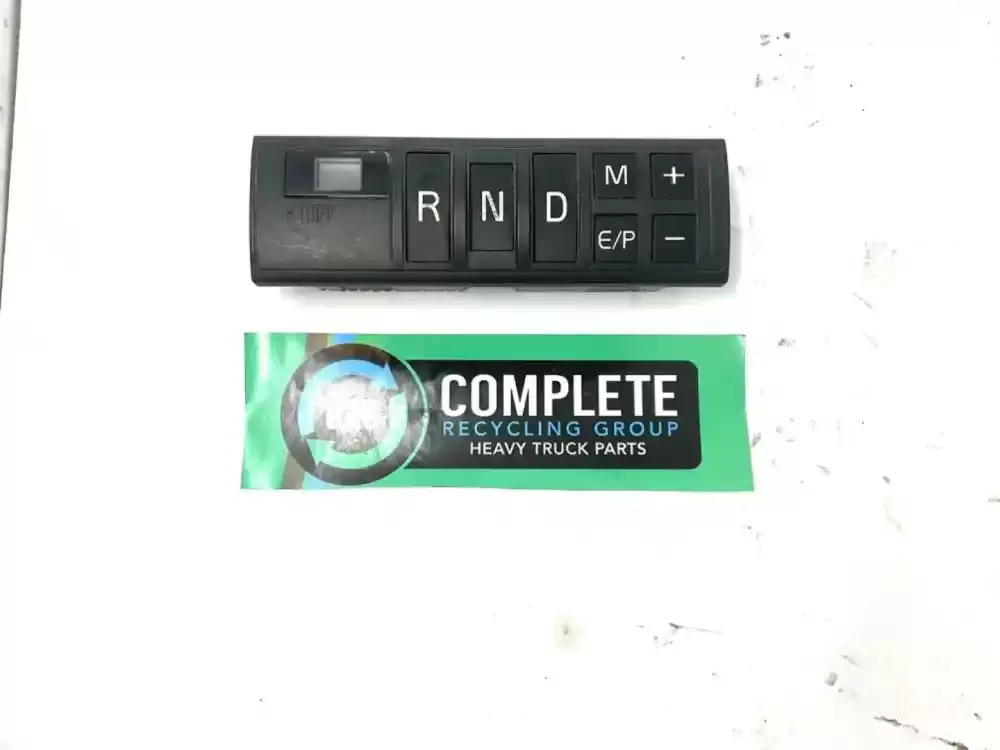 R
N
D
M
+
E/P
−
COMPLETE
RECYCLING GROUP
HEAVY TRUCK PARTS